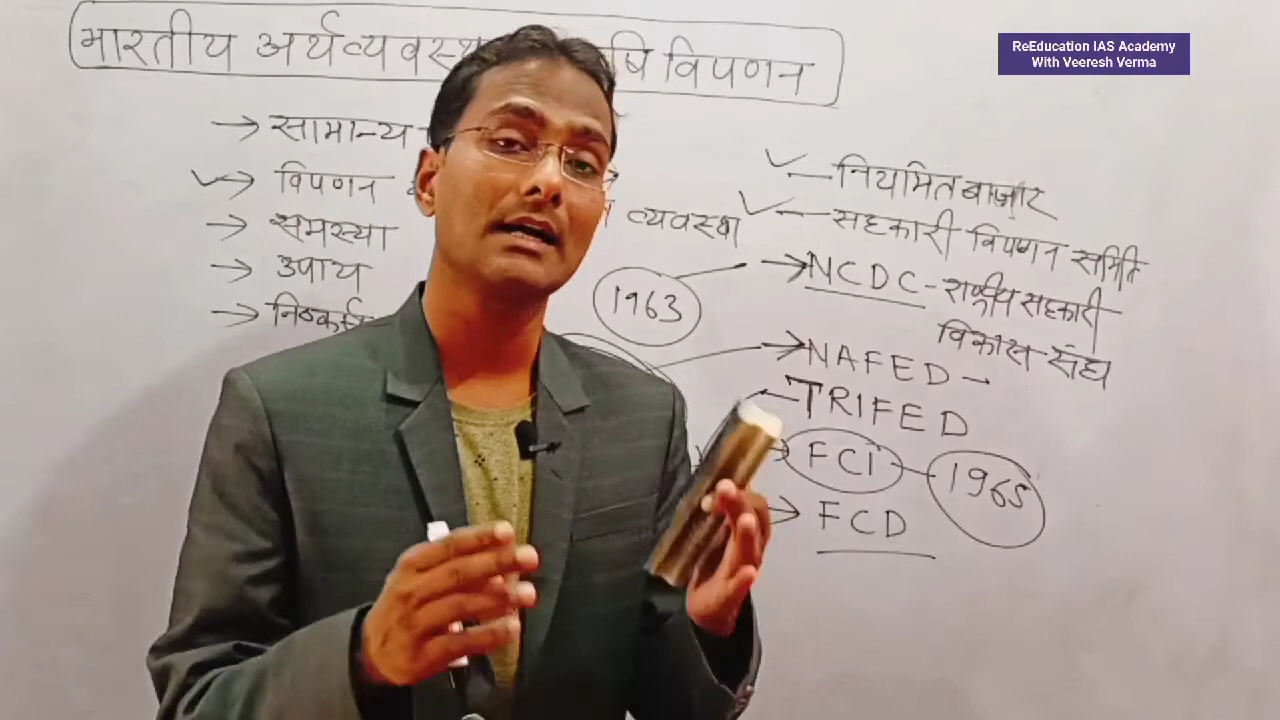 भारतीय अर्थव्यवस्थ षि विपणन
ReEducation IAS Academy
With Veeresh Verma
→ सामान्य
✓→ विपणन
→ समस्या
→ उपाय
→ निष्कर्ष
व्यवस्था
✓– नियमित बाज़ार
✓– सहकारी विपणन समिति
1963 → NCDC – राष्ट्रीय सहकारी
विकास संघ
→ NAFED –
TRIFED
→ FCI – 1965
→ FCD